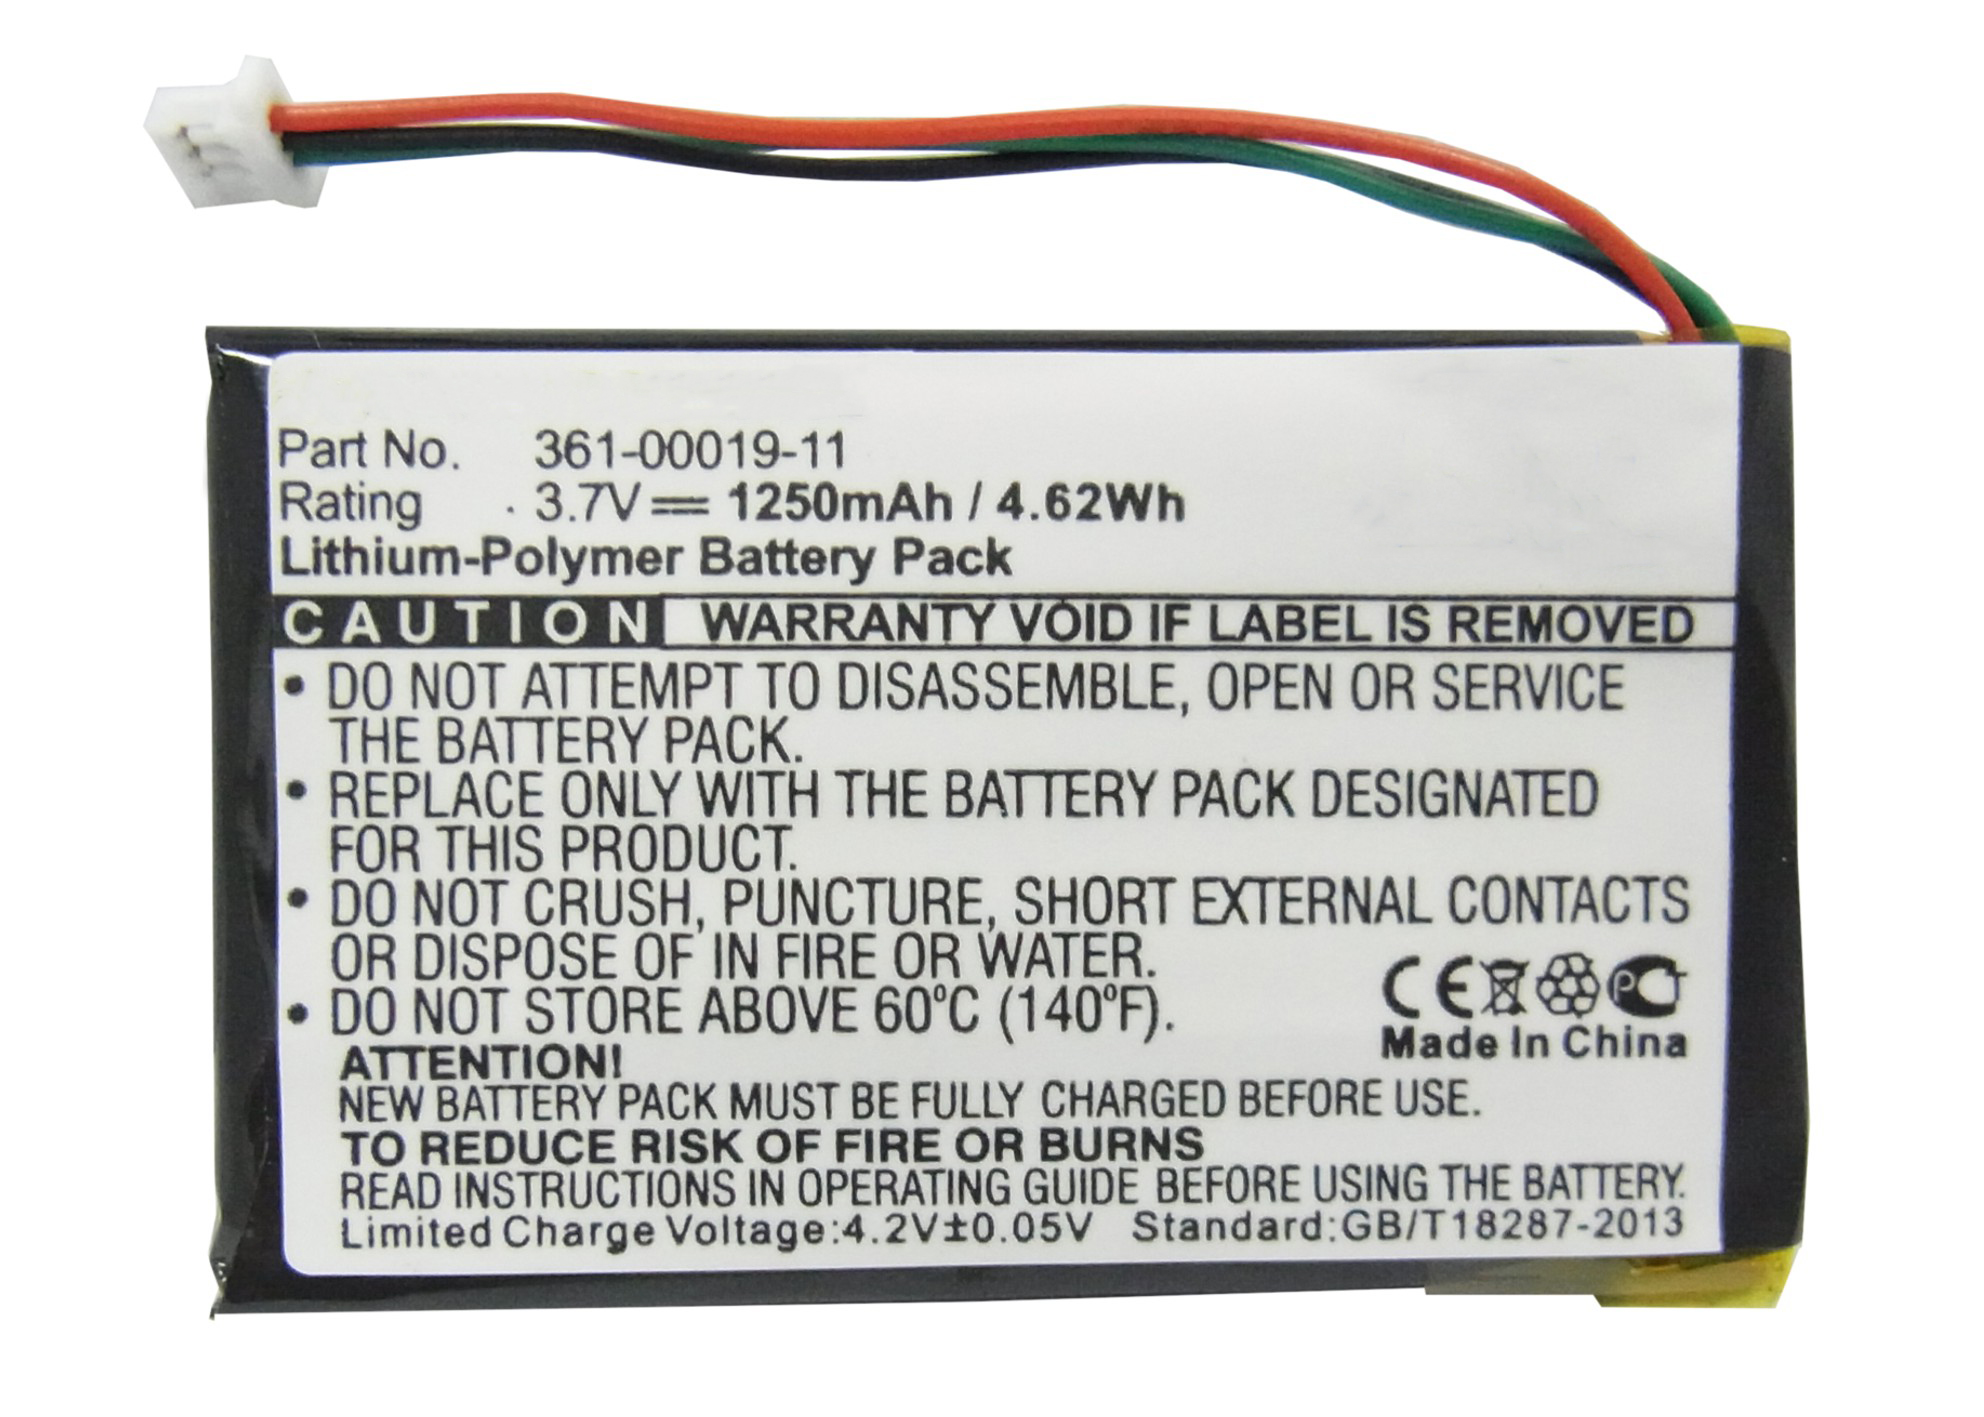 Part No. 361-00019-11
Rating 3.7V 1250mAh / 4.62Wh
Lithium-Polymer Battery Pack
CAUTION WARRANTY VOID IF LABEL IS REMOVED
• DO NOT ATTEMPT TO DISASSEMBLE, OPEN OR SERVICE
THE BATTERY PACK.
• REPLACE ONLY WITH THE BATTERY PACK DESIGNATED
FOR THIS PRODUCT.
• DO NOT CRUSH, PUNCTURE, SHORT EXTERNAL CONTACTS
OR DISPOSE OF IN FIRE OR WATER.
• DO NOT STORE ABOVE 60ºC (140ºF).
CE PCT
Made In China
ATTENTION!
NEW BATTERY PACK MUST BE FULLY CHARGED BEFORE USE.
TO REDUCE RISK OF FIRE OR BURNS
READ INSTRUCTIONS IN OPERATING GUIDE BEFORE USING THE BATTERY.
Limited Charge Voltage:4.2V±0.05V Standard:GB/T18287-2013